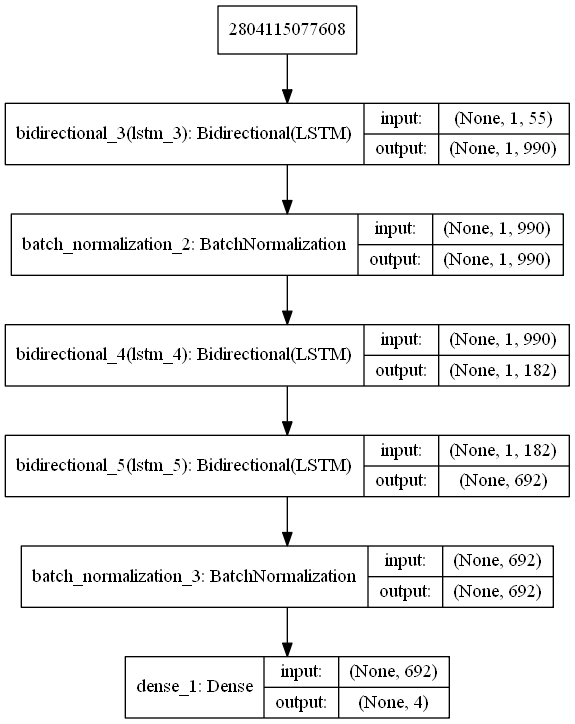 2804115077608
bidirectional_3(lstm_3): Bidirectional(LSTM)
input: (None, 1, 55)
output: (None, 1, 990)
batch_normalization_2: BatchNormalization
input: (None, 1, 990)
output: (None, 1, 990)
bidirectional_4(lstm_4): Bidirectional(LSTM)
input: (None, 1, 990)
output: (None, 1, 182)
bidirectional_5(lstm_5): Bidirectional(LSTM)
input: (None, 1, 182)
output: (None, 692)
batch_normalization_3: BatchNormalization
input: (None, 692)
output: (None, 692)
dense_1: Dense
input: (None, 692)
output: (None, 4)